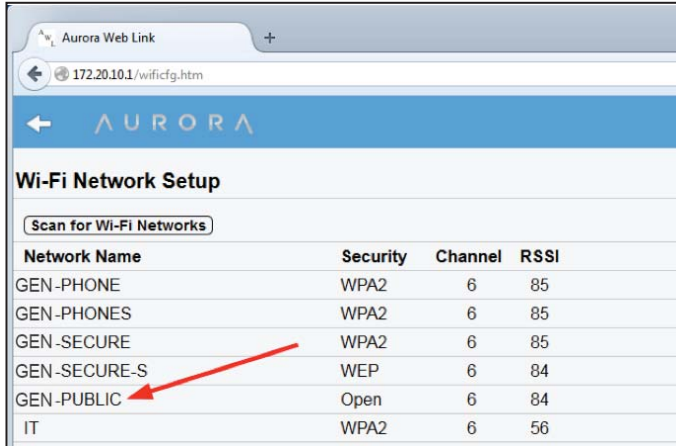 AWL Aurora Web Link +
172.20.10.1/wificfg.htm
AURORA
Wi-Fi Network Setup
Scan for Wi-Fi Networks
Network Name Security Channel RSSI
GEN-PHONE WPA2 6 85
GEN-PHONES WPA2 6 85
GEN-SECURE WPA2 6 85
GEN-SECURE-S WEP 6 84
GEN-PUBLIC Open 6 84
IT WPA2 6 56